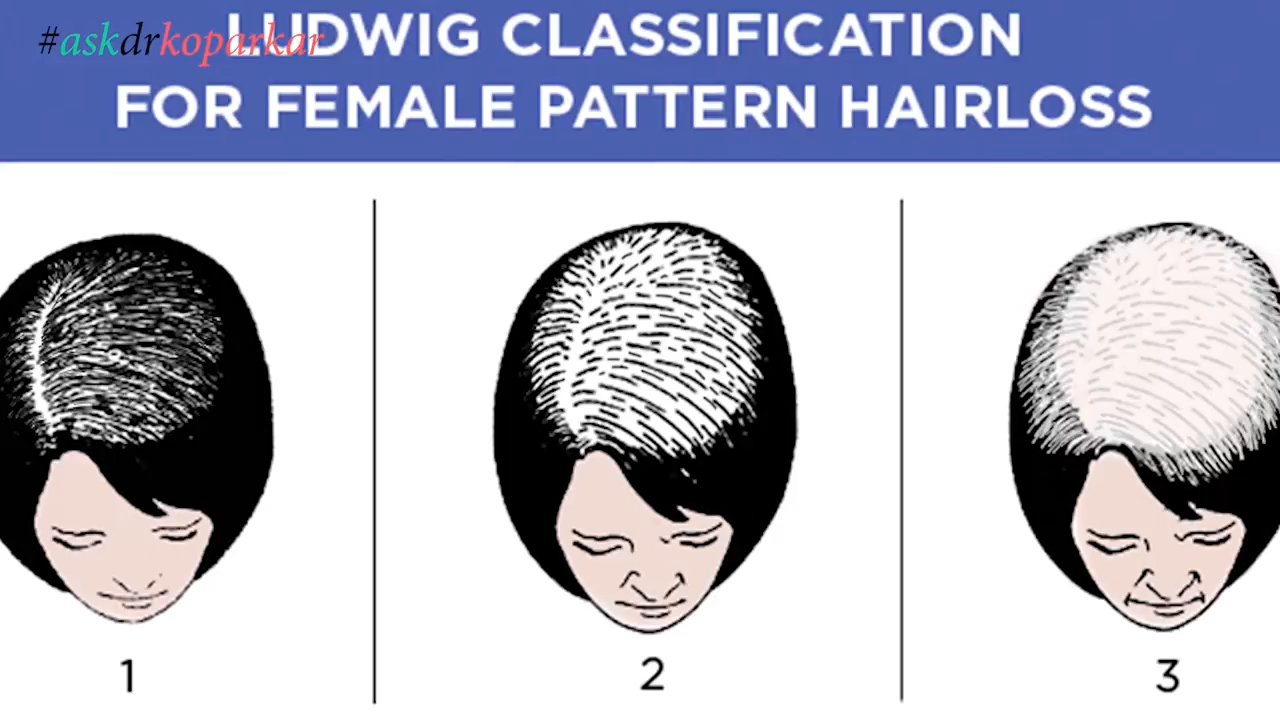 #askdrkoparkar
LUDWIG CLASSIFICATION
FOR FEMALE PATTERN HAIRLOSS
1
2
3